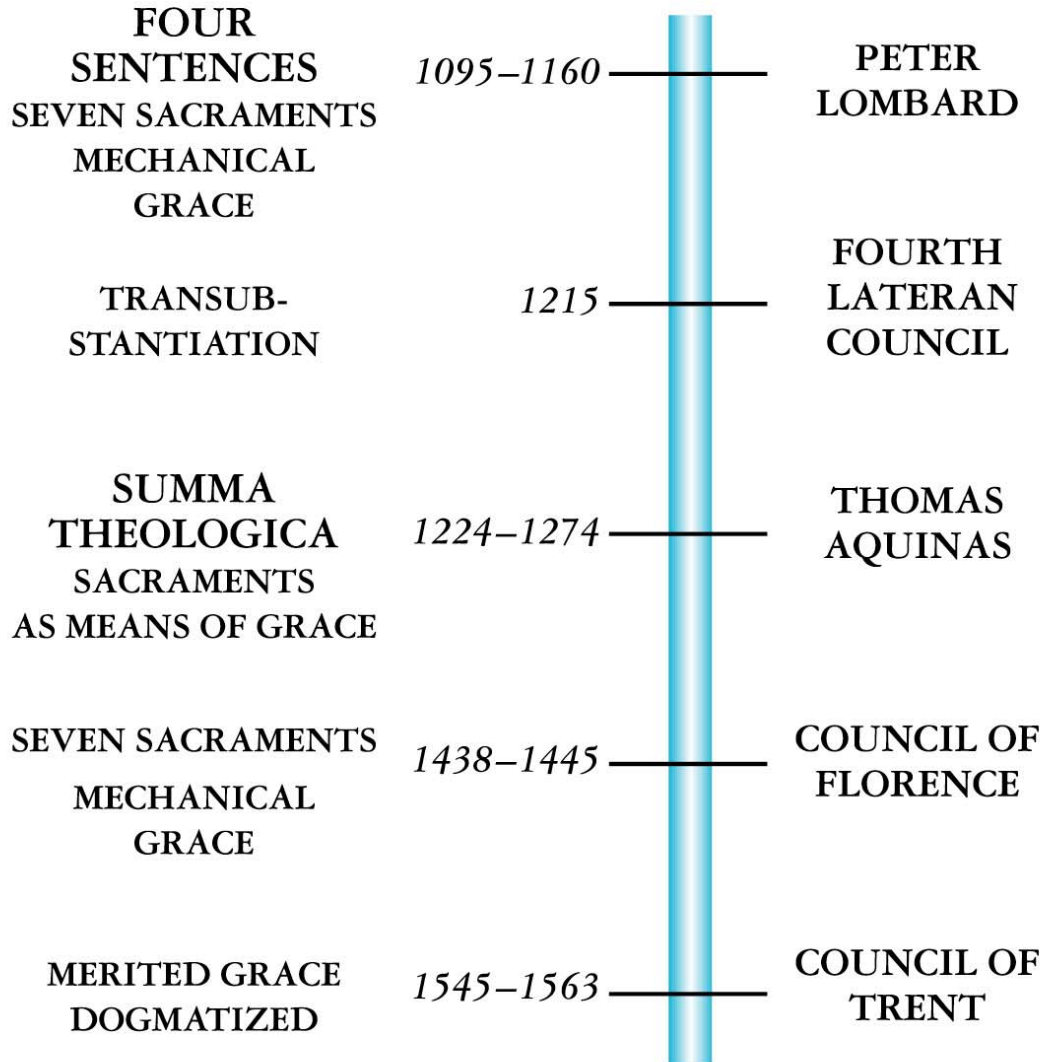 FOUR
SENTENCES
SEVEN SACRAMENTS
MECHANICAL
GRACE
1095–1160
PETER
LOMBARD
TRANSUB-
STANTIATION
1215
FOURTH
LATERAN
COUNCIL
SUMMA
THEOLOGICA
SACRAMENTS
AS MEANS OF GRACE
1224–1274
THOMAS
AQUINAS
SEVEN SACRAMENTS
MECHANICAL
GRACE
1438–1445
COUNCIL OF
FLORENCE
MERITED GRACE
DOGMATIZED
1545–1563
COUNCIL OF
TRENT